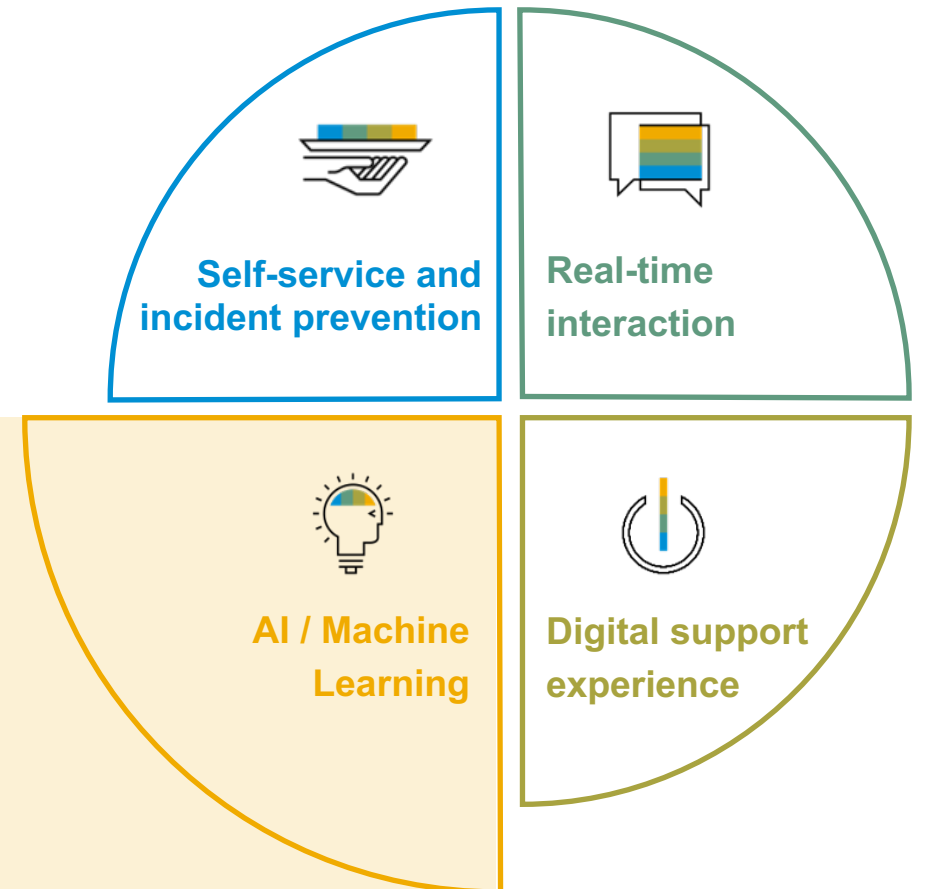 Self-service and
incident prevention
Real-time
interaction
AI / Machine
Learning
Digital support
experience